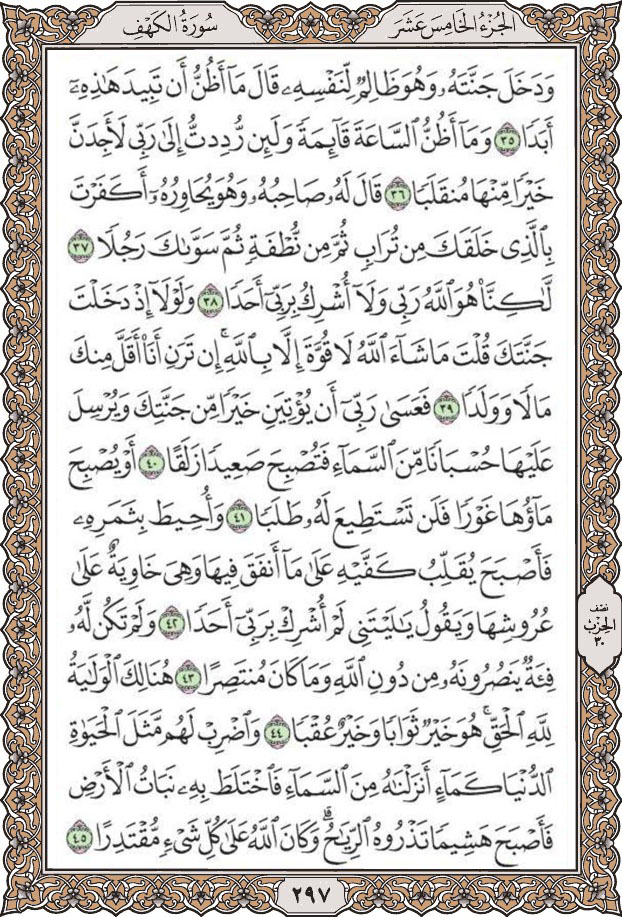 الجُزْءُ الخَامِسَ عَشَرَ
سُورَةُ الكَهْفِ
وَدَخَلَ جَنَّتَهُۥ وَهُوَ ظَالِمٌ لِّنَفْسِهِۦ قَالَ مَآ أَظُنُّ أَن تَبِيدَ هَٰذِهِۦٓ
أَبَدًا ٣٥ وَمَآ أَظُنُّ ٱلسَّاعَةَ قَآئِمَةً وَلَئِن رُّدِدتُّ إِلَىٰ رَبِّى لَأَجِدَنَّ
خَيْرًا مِّنْهَا مُنقَلَبًا ٣٦ قَالَ لَهُۥ صَاحِبُهُۥ وَهُوَ يُحَاوِرُهُۥٓ أَكَفَرْتَ
بِٱلَّذِى خَلَقَكَ مِن تُرَابٍ ثُمَّ مِن نُّطْفَةٍ ثُمَّ سَوَّىٰكَ رَجُلًا ٣٧
لَّٰكِنَّا۠ هُوَ ٱللَّهُ رَبِّى وَلَآ أُشْرِكُ بِرَبِّىٓ أَحَدًا ٣٨ وَلَوْلَآ إِذْ دَخَلْتَ
جَنَّتَكَ قُلْتَ مَا شَآءَ ٱللَّهُ لَا قُوَّةَ إِلَّا بِٱللَّهِ ۚ إِن تَرَنِ أَنَا۠ أَقَلَّ مِنكَ
مَالًا وَوَلَدًا ٣٩ فَعَسَىٰ رَبِّىٓ أَن يُؤْتِيَنِ خَيْرًا مِّن جَنَّتِكَ وَيُرْسِلَ
عَلَيْهَا حُسْبَانًا مِّنَ ٱلسَّمَآءِ فَتُصْبِحَ صَعِيدًا زَلَقًا ٤٠ أَوْ يُصْبِحَ
مَآؤُهَا غَوْرًا فَلَن تَسْتَطِيعَ لَهُۥ طَلَبًا ٤١ وَأُحِيطَ بِثَمَرِهِۦ
فَأَصْبَحَ يُقَلِّبُ كَفَّيْهِ عَلَىٰ مَآ أَنفَقَ فِيهَا وَهِىَ خَاوِيَةٌ عَلَىٰ
عُرُوشِهَا وَيَقُولُ يَٰلَيْتَنِى لَمْ أُشْرِكْ بِرَبِّىٓ أَحَدًا ٤٢ وَلَمْ تَكُن لَّهُۥ
فِئَةٌ يَنصُرُونَهُۥ مِن دُونِ ٱللَّهِ وَمَا كَانَ مُنتَصِرًا ٤٣ هُنَالِكَ ٱلْوَلَٰيَةُ
لِلَّهِ ٱلْحَقِّ ۚ هُوَ خَيْرٌ ثَوَابًا وَخَيْرٌ عُقْبًا ٤٤ وَٱضْرِبْ لَهُم مَّثَلَ ٱلْحَيَوٰةِ
ٱلدُّنْيَا كَمَآءٍ أَنزَلْنَٰهُ مِنَ ٱلسَّمَآءِ فَٱخْتَلَطَ بِهِۦ نَبَاتُ ٱلْأَرْضِ
فَأَصْبَحَ هَشِيمًا تَذْرُوهُ ٱلرِّيَٰحُ ۗ وَكَانَ ٱللَّهُ عَلَىٰ كُلِّ شَىْءٍ مُّقْتَدِرًا ٤٥
نصف
الحزب
٣٠
٢٩٧